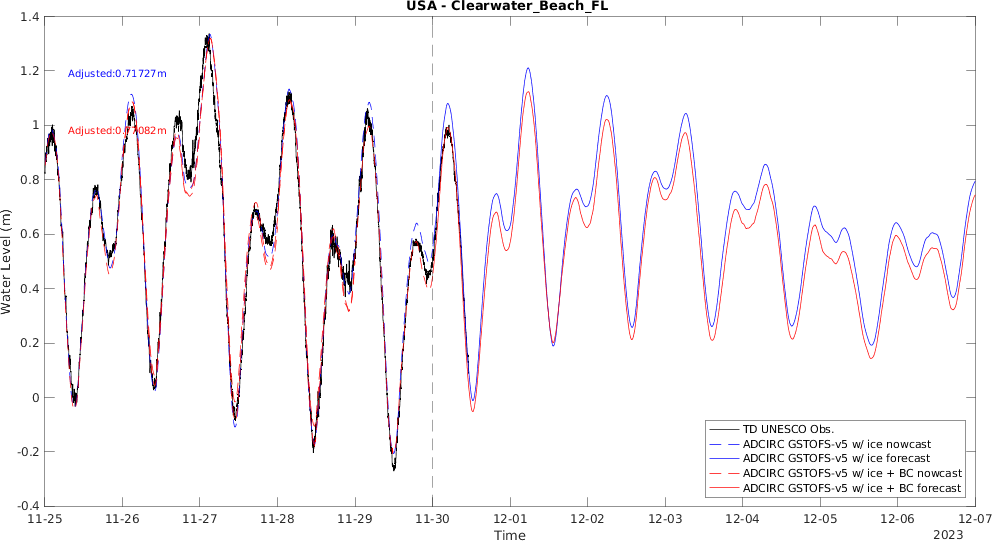 USA - Clearwater_Beach_FL
1.4
1.2
1
0.8
0.6
0.4
0.2
0
-0.2
-0.4
Water Level (m)
Adjusted:0.71727m
Adjusted:0.77082m
TD UNESCO Obs.
ADCIRC GSTOFS-v5 w/ ice nowcast
ADCIRC GSTOFS-v5 w/ ice forecast
ADCIRC GSTOFS-v5 w/ ice + BC nowcast
ADCIRC GSTOFS-v5 w/ ice + BC forecast
11-25 11-26 11-27 11-28 11-29 11-30 12-01 12-02 12-03 12-04 12-05 12-06 12-07
Time
2023